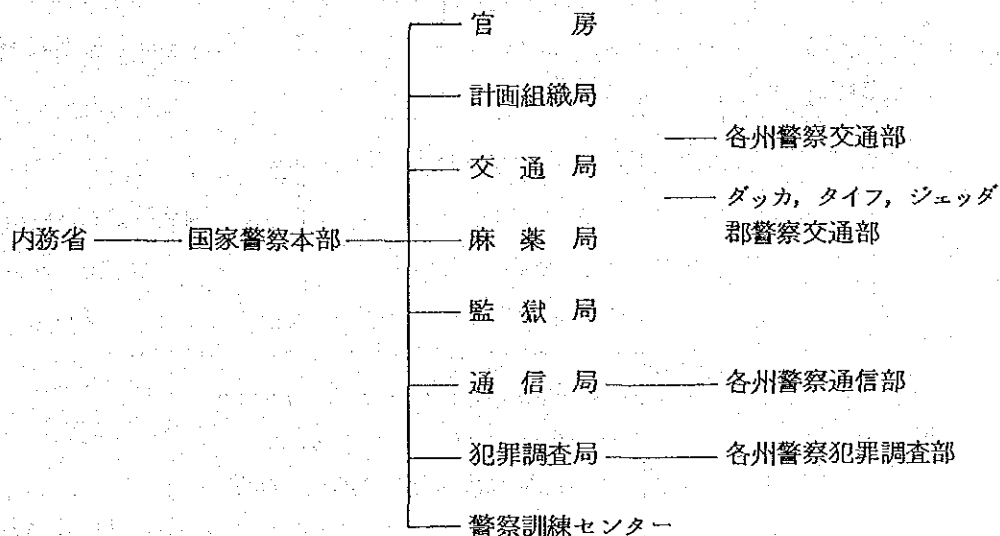 官房
計画組織局
各州警察交通部
交通局
ダッカ, タイフ, ジェッダ
郡警察交通部
内務省
国家警察本部
麻薬局
監獄局
通信局
各州警察通信部
犯罪調査局
各州警察犯罪調査部
警察訓練センター